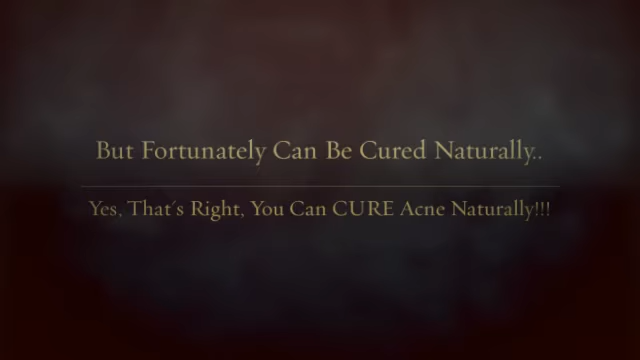 But Fortunately Can Be Cured Naturally..
Yes, That's Right, You Can CURE Acne Naturally!!!